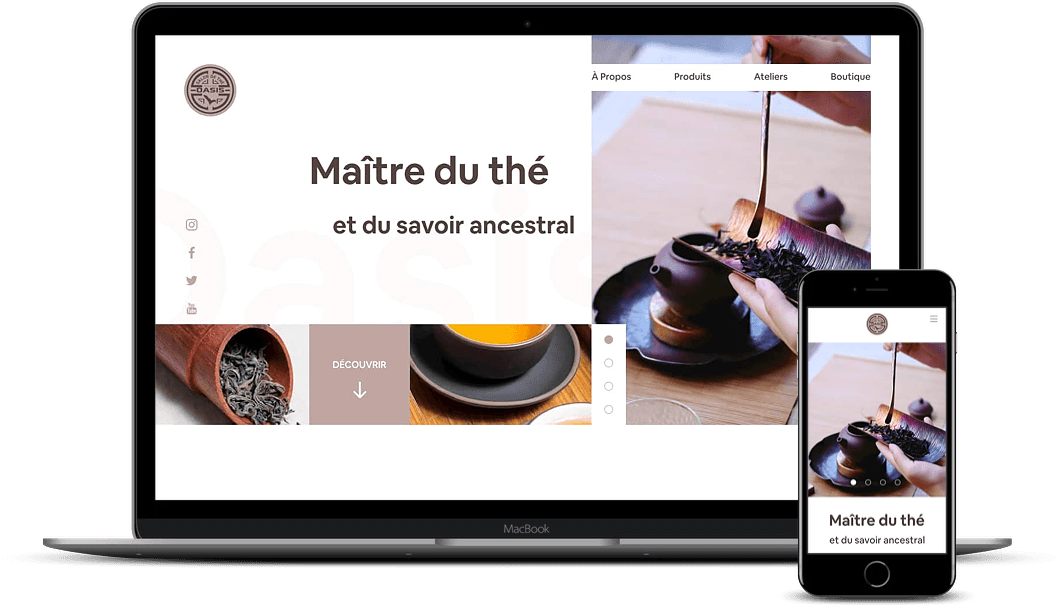 OASIS
À Propos Produits Ateliers Boutique
Maître du thé
et du savoir ancestral
Oasis
DÉCOUVRIR
MacBook
Maître du thé
et du savoir ancestral